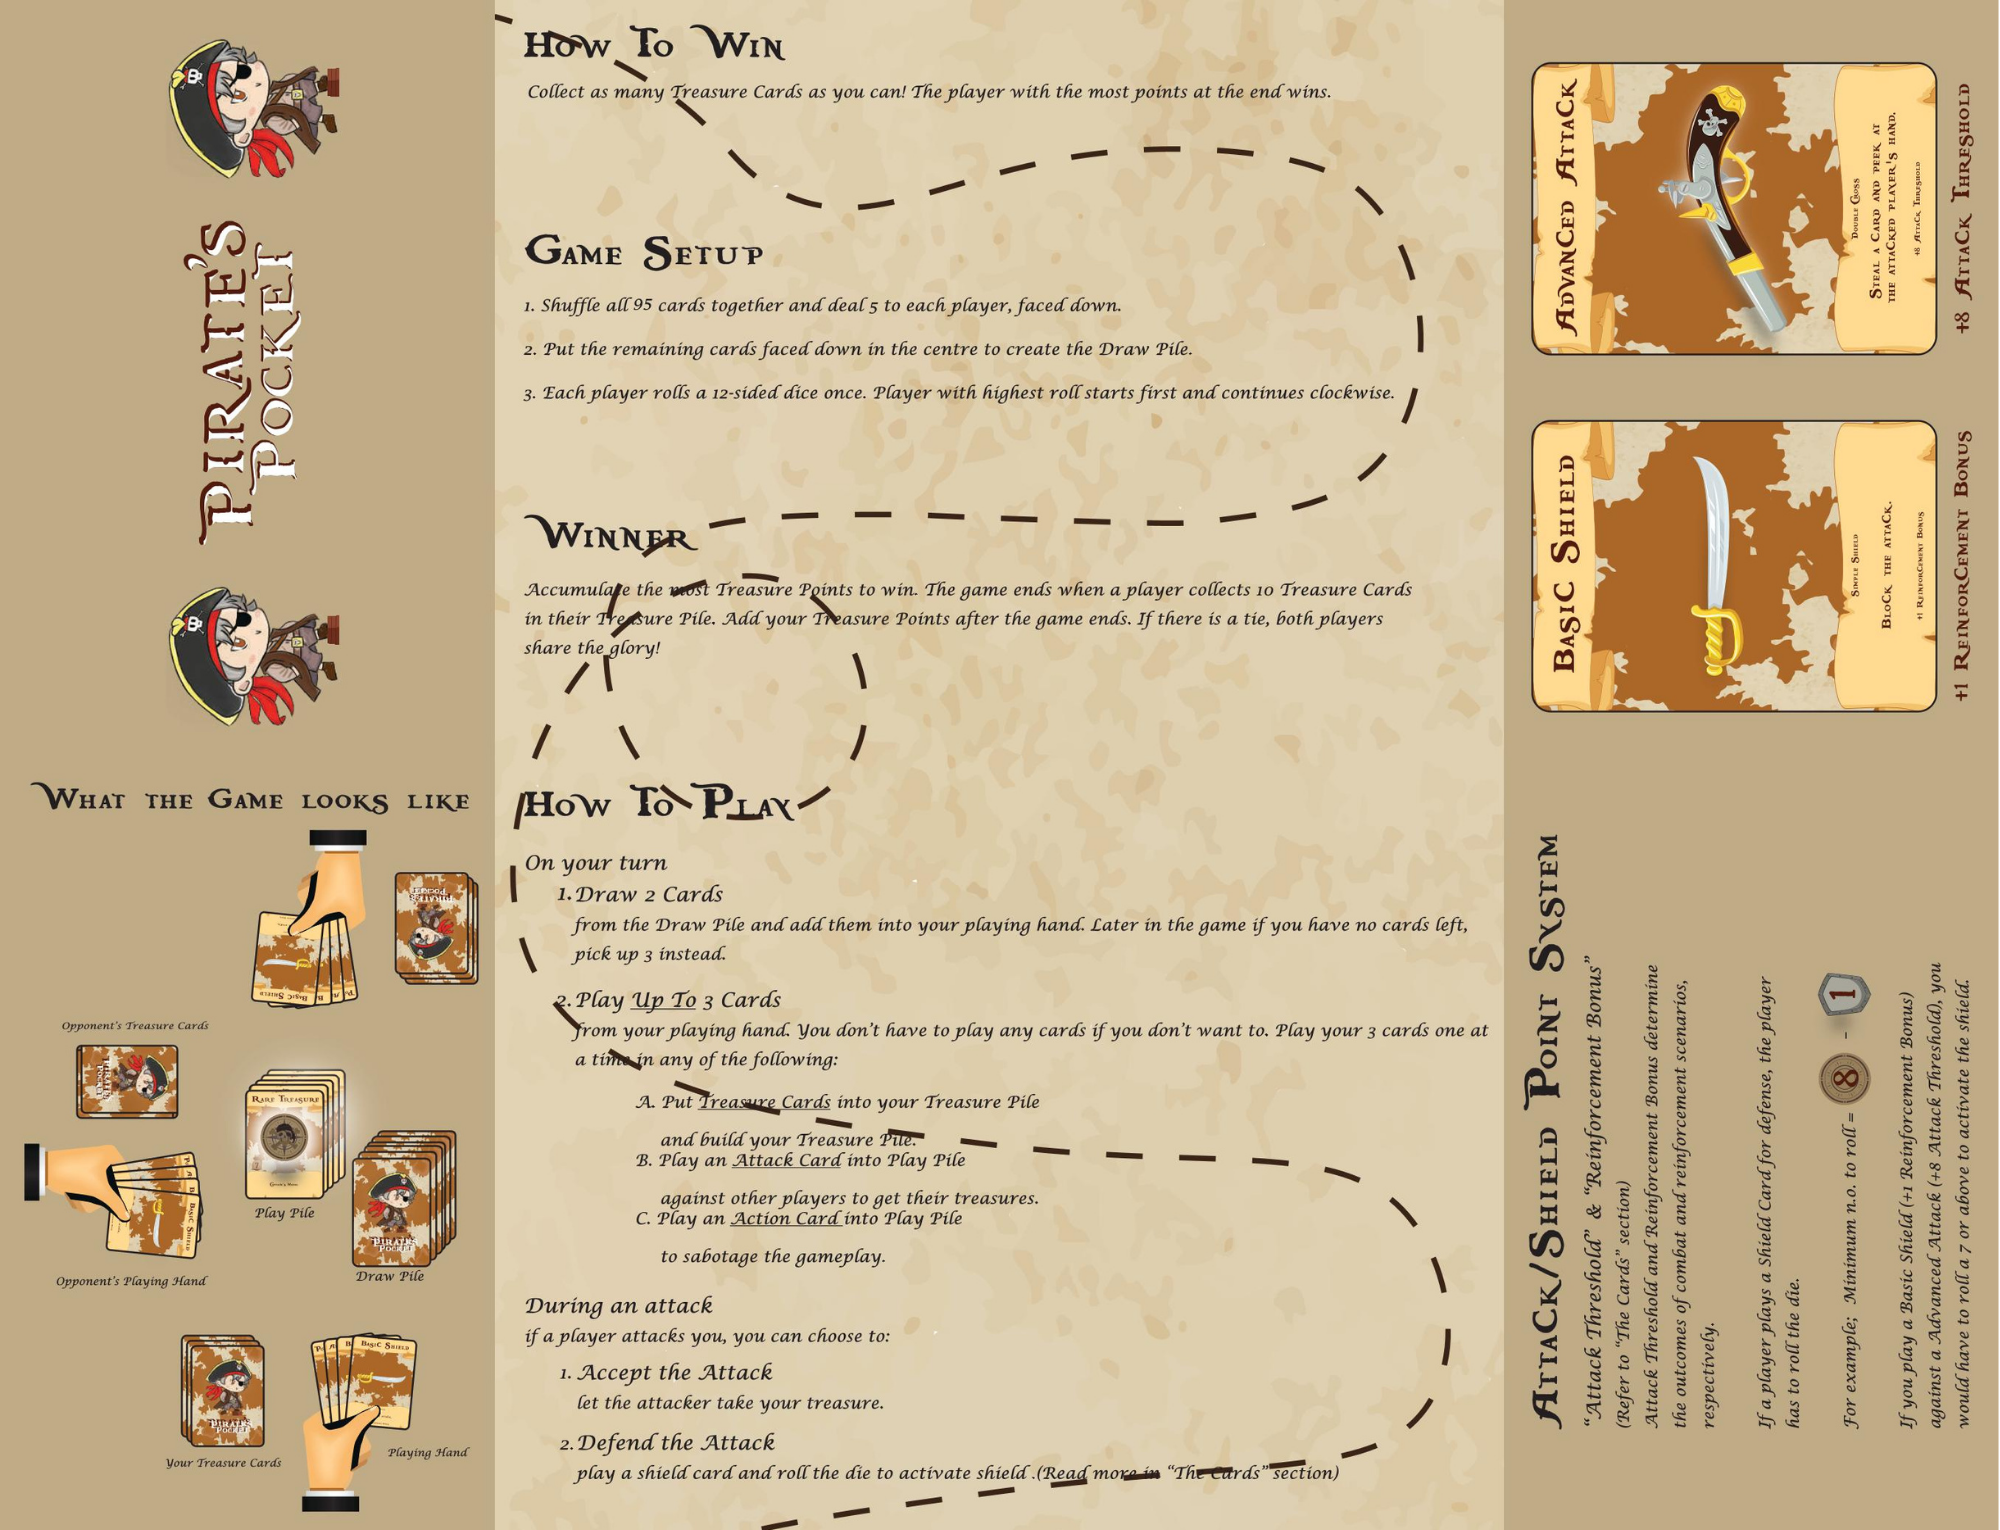 PIRATE'S
POCKET
WHAT THE GAME LOOKS LIKE
Opponent's Treasure Cards
RARE TREASURE
Play Pile
Opponent's Playing Hand
BASIC SHIELD
PIRATE'S
POCKET
Draw Pile
PIRATE'S
POCKET
BASIC SHIELD
Your Treasure Cards
Playing Hand
HOW TO WIN
Collect as many Treasure Cards as you can! The player with the most points at the end wins.
GAME SETUP
1. Shuffle all 95 cards together and deal 5 to each player, faced down.
2. Put the remaining cards faced down in the centre to create the Draw Pile.
3. Each player rolls a 12-sided dice once. Player with highest roll starts first and continues clockwise.
WINNER
Accumulate the most Treasure Points to win. The game ends when a player collects 10 Treasure Cards
in their Treasure Pile. Add your Treasure Points after the game ends. If there is a tie, both players
share the glory!
HOW TO PLAY
On your turn
1. Draw 2 Cards
from the Draw Pile and add them into your playing hand. Later in the game if you have no cards left,
pick up 3 instead.
2. Play Up To 3 Cards
from your playing hand. You don't have to play any cards if you don't want to. Play your 3 cards one at
a time in any of the following:
A. Put Treasure Cards into your Treasure Pile
and build your Treasure Pile.
B. Play an Attack Card into Play Pile
against other players to get their treasures.
C. Play an Action Card into Play Pile
to sabotage the gameplay.
During an attack
if a player attacks you, you can choose to:
1. Accept the Attack
let the attacker take your treasure.
2. Defend the Attack
play a shield card and roll the die to activate shield .(Read more in "The Cards" section)
ADVANCED ATTACK
DOUBLE CROSS
STEAL A CARD AND PEEK AT
THE ATTACKED PLAYER'S HAND.
+8 ATTACK THRESHOLD
+8 ATTACK THRESHOLD
BASIC SHIELD
SIMPLE SHIELD
BLOCK THE ATTACK.
+1 REINFORCEMENT BONUS
+1 REINFORCEMENT BONUS
ATTACK/SHIELD POINT SYSTEM
"Attack Threshold" & "Reinforcement Bonus"
(Refer to "The Cards" section)
Attack Threshold and Reinforcement Bonus determine
the outcomes of combat and reinforcement scenarios,
respectively.
If a player plays a Shield Card for defense, the player
has to roll the die.
For example; Minimum n.o. to roll = 8 - 1
If you play a Basic Shield (+1 Reinforcement Bonus)
against a Advanced Attack (+8 Attack Threshold), you
would have to roll a 7 or above to activate the shield.